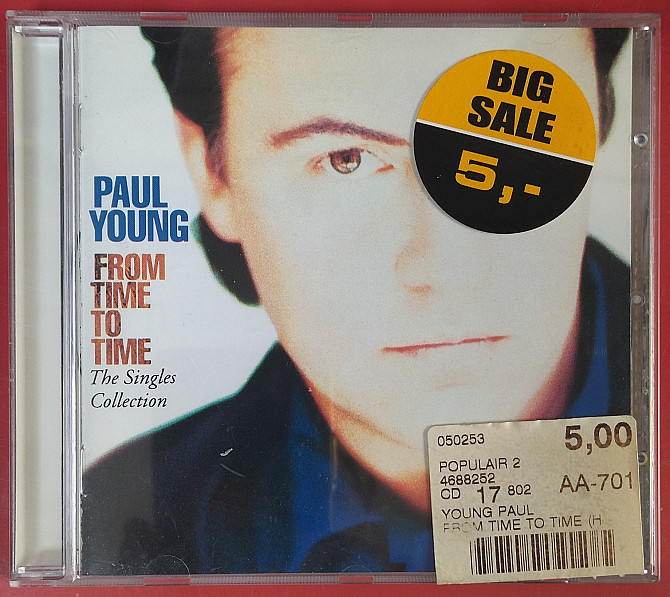 BIG
SALE
5,-
PAUL
YOUNG
FROM
TIME
TO
TIME
The Singles
Collection
050253 5,00
POPULAIR 2
4688252
CD 17 802 AA-701
YOUNG PAUL
FROM TIME TO TIME (H